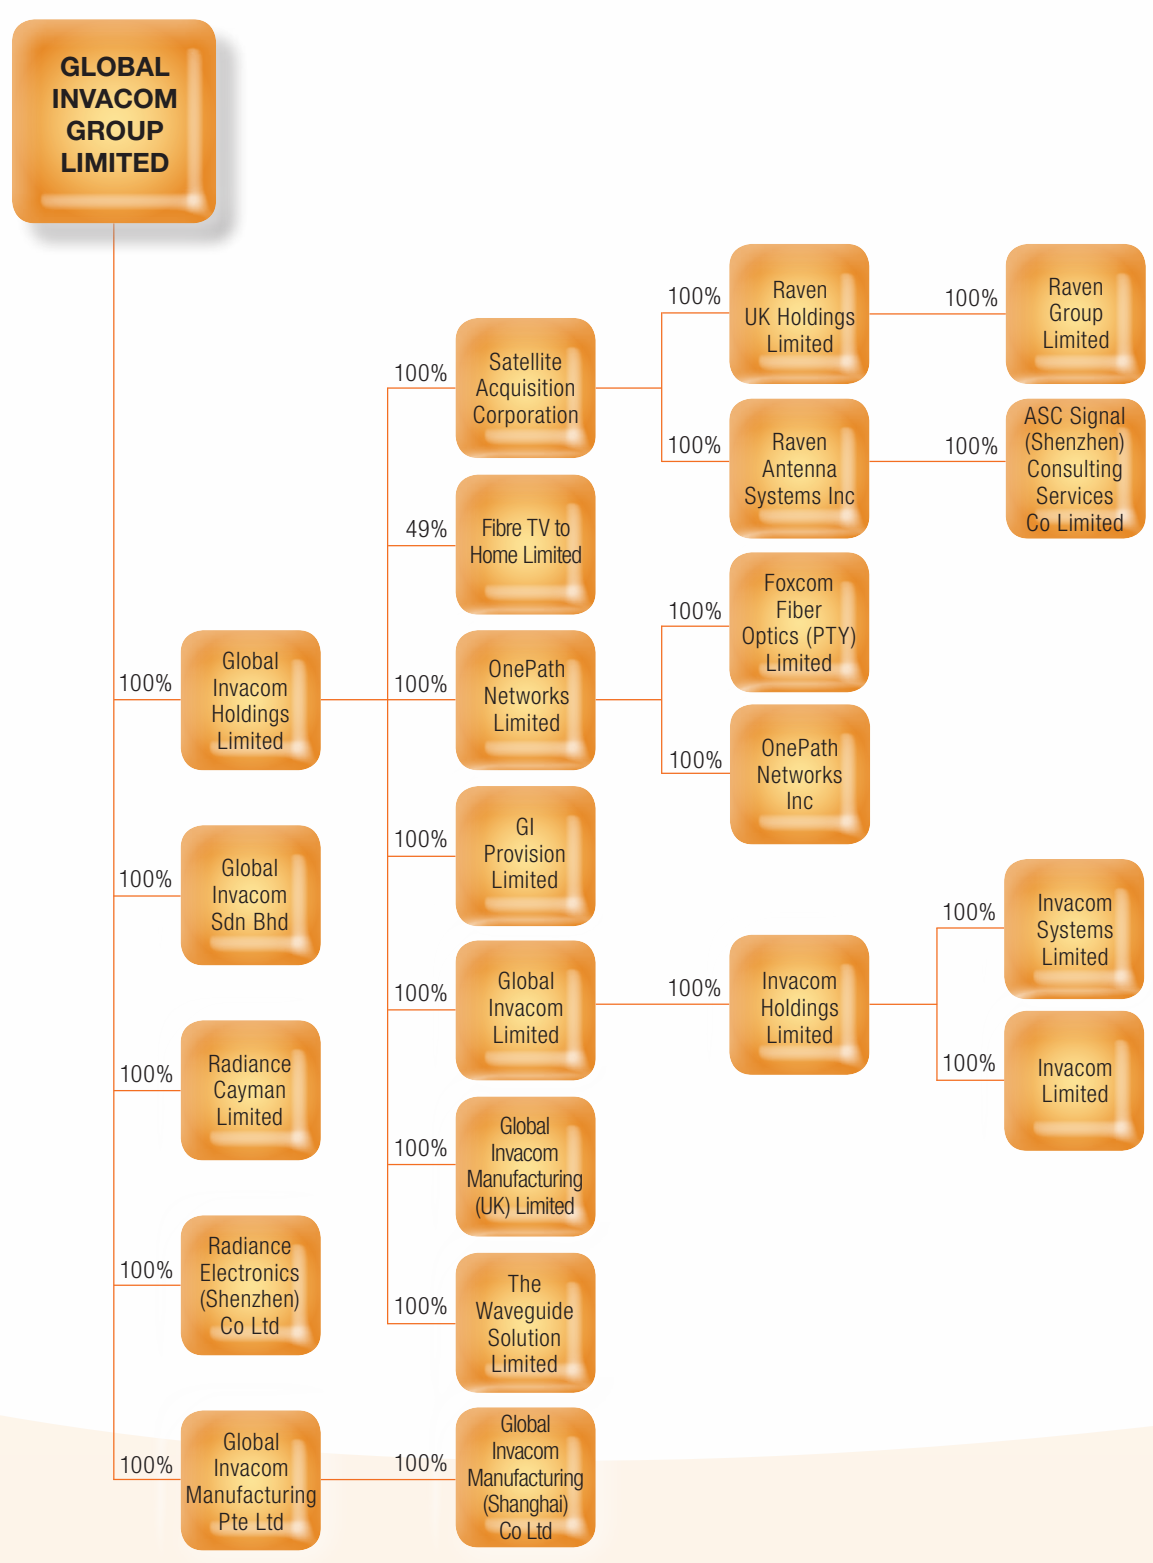 GLOBAL
INVACOM
GROUP
LIMITED
100%
Global
Invacom
Holdings
Limited
100%
Satellite
Acquisition
Corporation
100%
Raven
UK Holdings
Limited
100%
Raven
Group
Limited
100%
Raven
Antenna
Systems Inc
100%
ASC Signal
(Shenzhen)
Consulting
Services
Co Limited
49%
Fibre TV to
Home Limited
100%
OnePath
Networks
Limited
100%
Foxcom
Fiber
Optics (PTY)
Limited
100%
OnePath
Networks
Inc
100%
GI
Provision
Limited
100%
Global
Invacom
Limited
100%
Invacom
Holdings
Limited
100%
Invacom
Systems
Limited
100%
Invacom
Limited
100%
Global
Invacom
Manufacturing
(UK) Limited
100%
The
Waveguide
Solution
Limited
100%
Global
Invacom
Sdn Bhd
100%
Radiance
Cayman
Limited
100%
Radiance
Electronics
(Shenzhen)
Co Ltd
100%
Global
Invacom
Manufacturing
Pte Ltd
100%
Global
Invacom
Manufacturing
(Shanghai)
Co Ltd